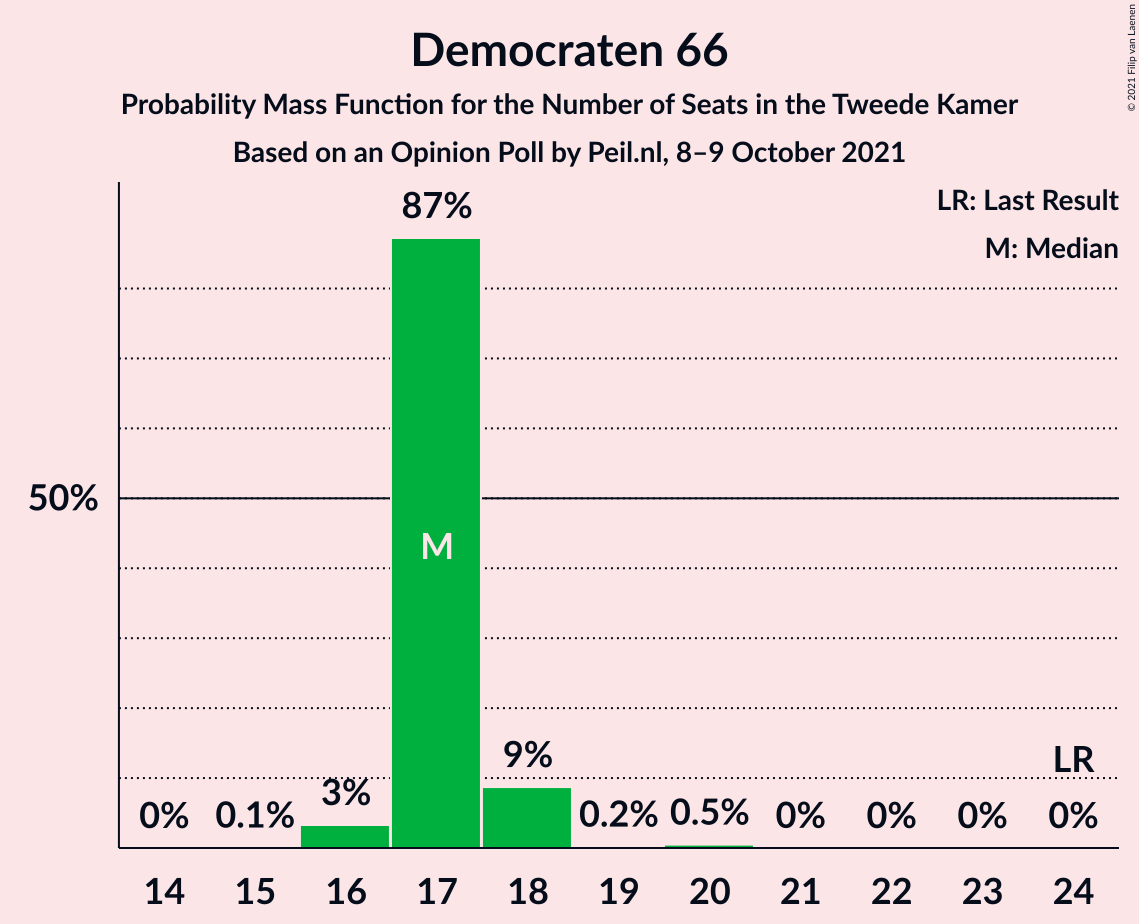 Democraten 66
Probability Mass Function for the Number of Seats in the Tweede Kamer
Based on an Opinion Poll by Peil.nl, 8–9 October 2021
© 2021 Filip van Laenen
LR: Last Result
M: Median
87%
50%
M
9%
LR
3%
0% 0.1% 0.2% 0.5% 0% 0% 0% 0%
14 15 16 17 18 19 20 21 22 23 24